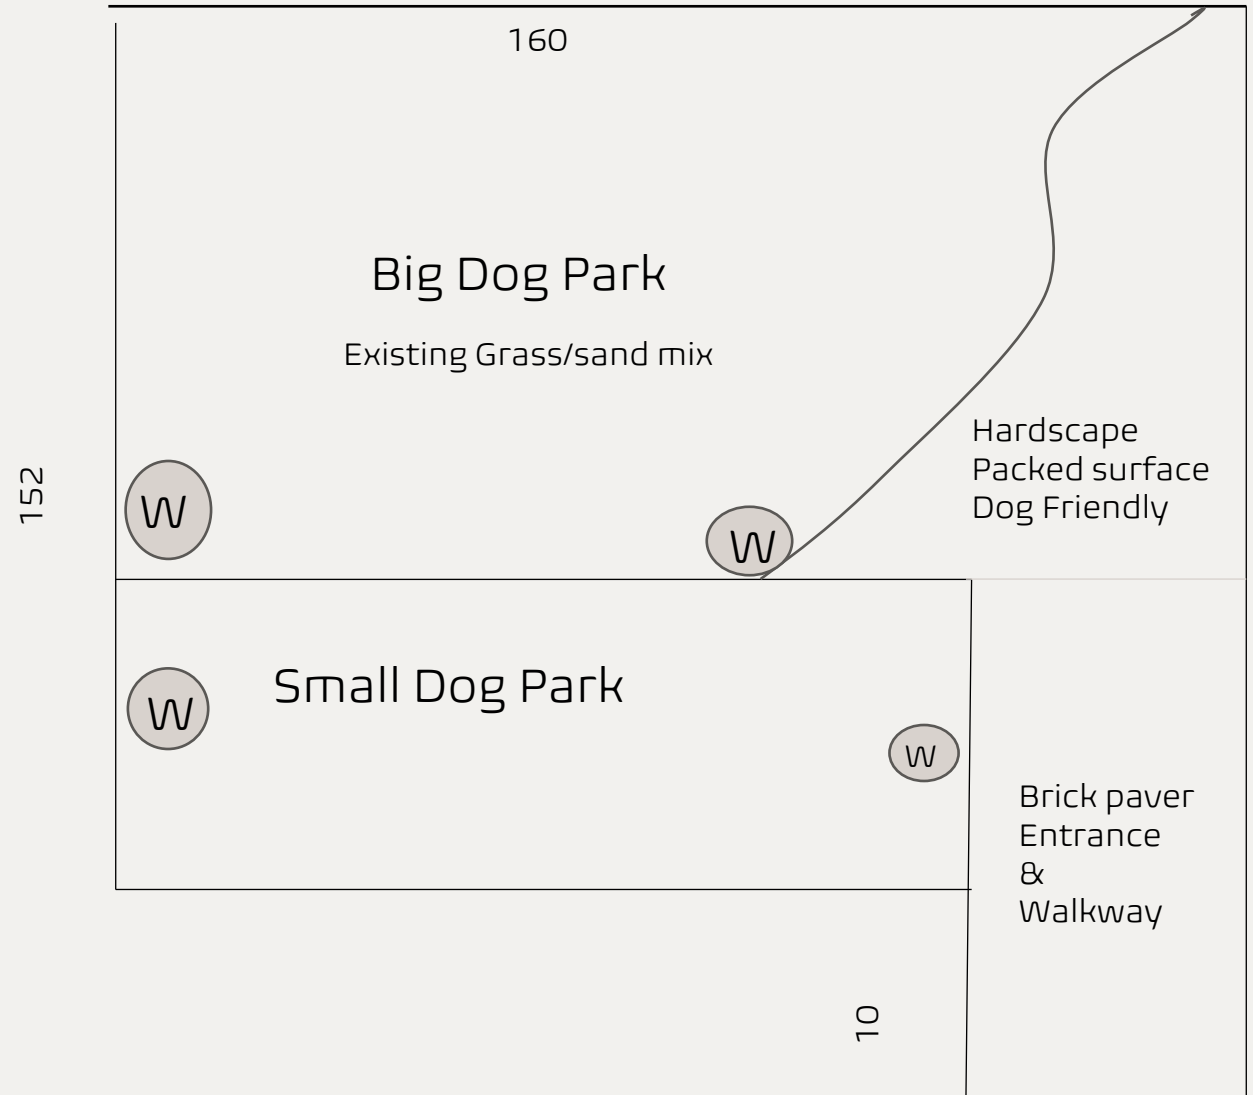 160
Big Dog Park
Existing Grass/sand mix
Hardscape
Packed surface
Dog Friendly
152
W
W
Small Dog Park
W
W
Brick paver
Entrance
&
Walkway
10